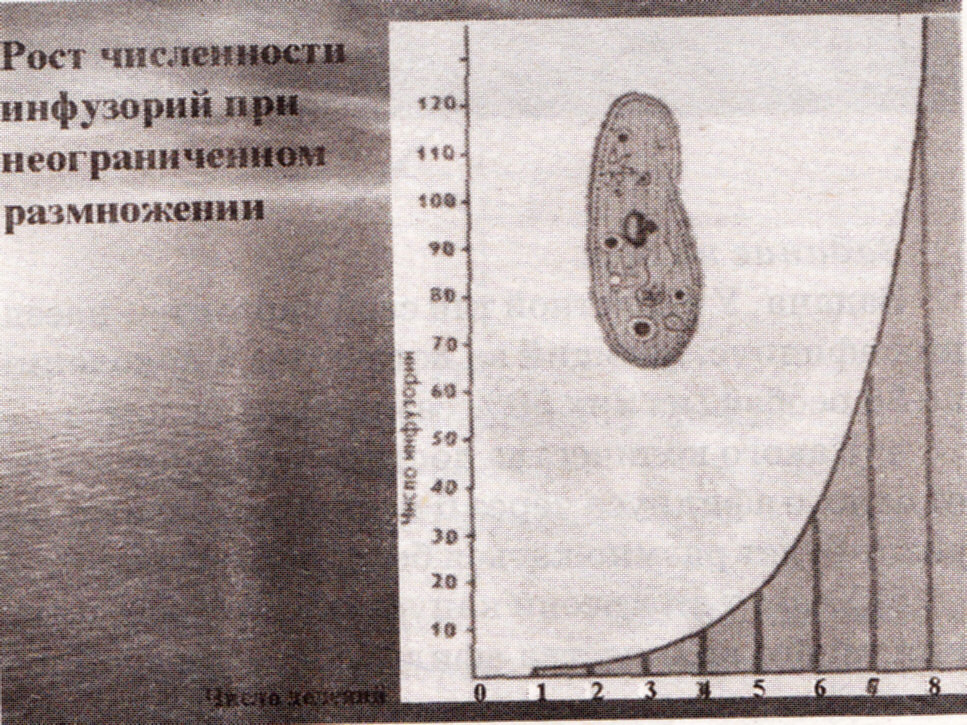 Рост численности
инфузорий при
неограниченном
размножении
120
110
100
90
80
70
60
50
40
30
20
10
Число инфузорий
0 1 2 3 4 5 6 7 8
Число делений